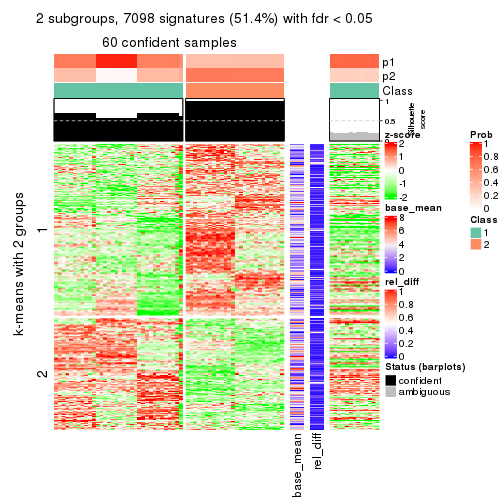 2 subgroups, 7098 signatures (51.4%) with fdr < 0.05
60 confident samples
p1
p2
Class
1
0.5
Silhouette
score
k-means with 2 groups
1
2
base_mean
rel_diff
z-score
2
1
0
-1
-2
base_mean
8
6
4
2
0
rel_diff
1
0.8
0.6
0.4
0.2
0
Status (barplots)
confident
ambiguous
Prob
1
0.8
0.6
0.4
0.2
0
Class
1
2